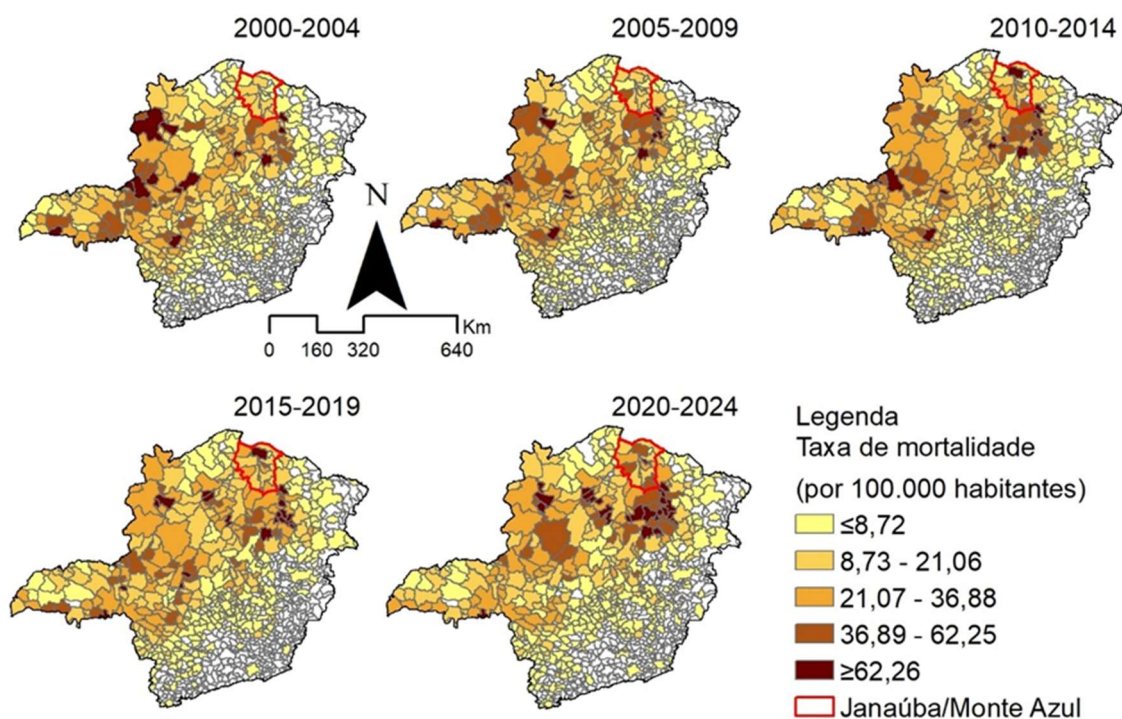 2000-2004
2005-2009
2010-2014
N
Km
0 160 320 640
2015-2019
2020-2024
Legenda
Taxa de mortalidade
(por 100.000 habitantes)
≤8,72
8,73 - 21,06
21,07 - 36,88
36,89 - 62,25
≥62,26
Janaúba/Monte Azul